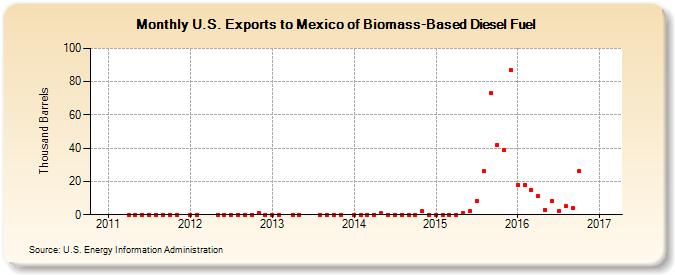 Monthly U.S. Exports to Mexico of Biomass-Based Diesel Fuel
Thousand Barrels
100
80
60
40
20
0
2011 2012 2013 2014 2015 2016 2017
Source: U.S. Energy Information Administration